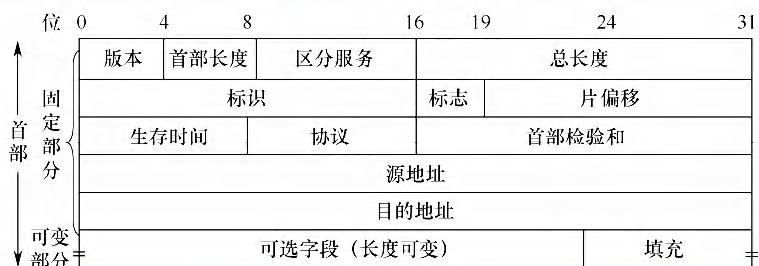 位 0 4 8 16 19 24 31
版本 首部长度 区分服务 总长度
标识 标志 片偏移
生存时间 协议 首部检验和
源地址
目的地址
可选字段（长度可变） 填充
首部
固定部分
可变部分